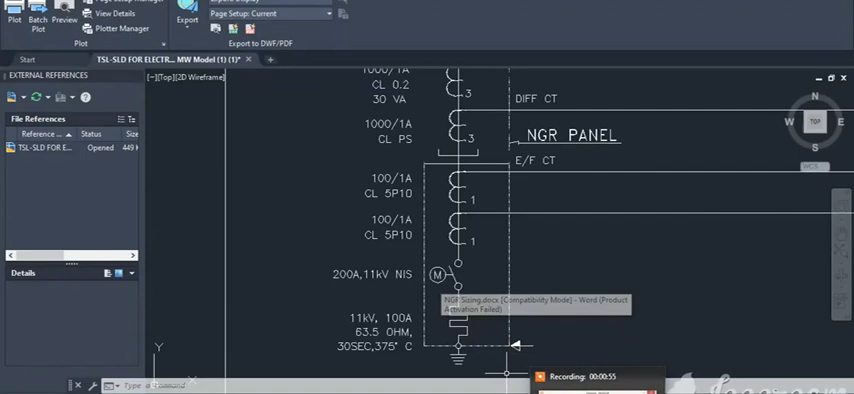 Page Setup: Current
Plot
Batch
Plot
Preview
View Details
Plotter Manager
Export
Plot
Export to DWF/PDF
Start
TSL-SLD FOR ELECTR... MW Model (1) (1)*
EXTERNAL REFERENCES
[−][Top][2D Wireframe]
File References
Reference ...
Status
Size
TSL-SLD FOR E...
Opened
449 K
Details
1000/1A
CL 0.2
30 VA
3
DIFF CT
1000/1A
CL PS
3
NGR PANEL
E/F CT
100/1A
CL 5P10
1
100/1A
CL 5P10
1
200A,11kV NIS
M
NGR Sizing.docx [Compatibility Mode] - Word (Product
Activation Failed)
11kV, 100A
63.5 OHM,
30SEC,375° C
N
W
TOP
E
S
WCS
Y
X
Type a command
Recording: 00:00:55